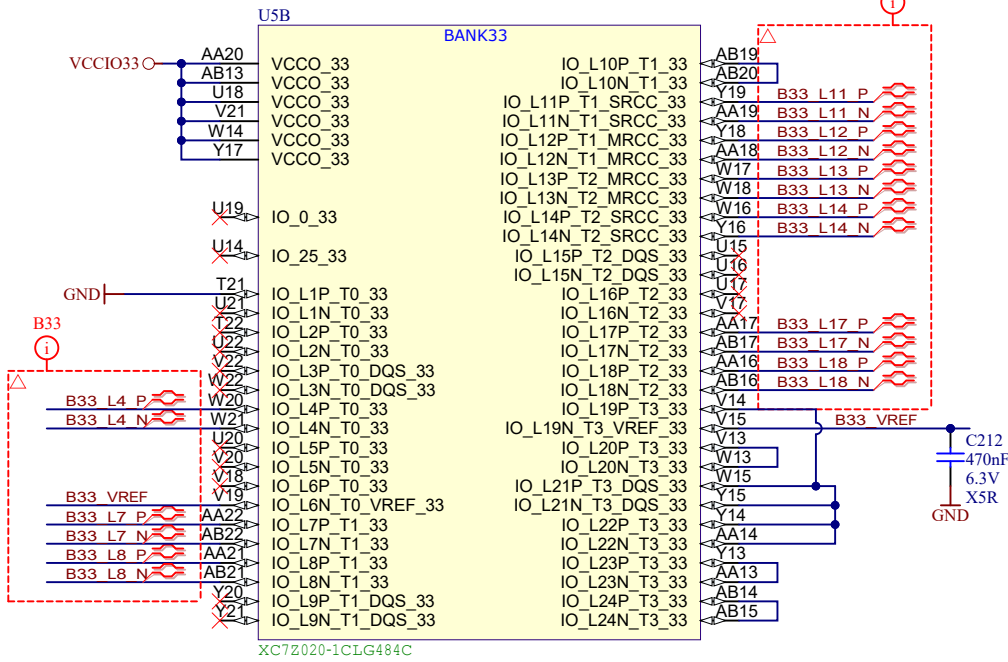 U5B
BANK33
i
VCCIO33
AA20 VCCO_33
AB13 VCCO_33
U18 VCCO_33
V21 VCCO_33
W14 VCCO_33
Y17 VCCO_33
U19 IO_0_33
U14 IO_25_33
GND T21 IO_L1P_T0_33
U21 IO_L1N_T0_33
T22 IO_L2P_T0_33
U22 IO_L2N_T0_33
V22 IO_L3P_T0_DQS_33
W22 IO_L3N_T0_DQS_33
B33
i
B33_L4_P W20 IO_L4P_T0_33
B33_L4_N W21 IO_L4N_T0_33
U20 IO_L5P_T0_33
V20 IO_L5N_T0_33
V18 IO_L6P_T0_33
B33_VREF V19 IO_L6N_T0_VREF_33
B33_L7_P AA22 IO_L7P_T1_33
B33_L7_N AB22 IO_L7N_T1_33
B33_L8_P AA21 IO_L8P_T1_33
B33_L8_N AB21 IO_L8N_T1_33
Y20 IO_L9P_T1_DQS_33
Y21 IO_L9N_T1_DQS_33
IO_L10P_T1_33 AB19
IO_L10N_T1_33 AB20
IO_L11P_T1_SRCC_33 Y19 B33_L11_P
IO_L11N_T1_SRCC_33 AA19 B33_L11_N
IO_L12P_T1_MRCC_33 Y18 B33_L12_P
IO_L12N_T1_MRCC_33 AA18 B33_L12_N
IO_L13P_T2_MRCC_33 W17 B33_L13_P
IO_L13N_T2_MRCC_33 W18 B33_L13_N
IO_L14P_T2_SRCC_33 W16 B33_L14_P
IO_L14N_T2_SRCC_33 Y16 B33_L14_N
IO_L15P_T2_DQS_33 U15
IO_L15N_T2_DQS_33 U16
IO_L16P_T2_33 U17
IO_L16N_T2_33 V17
IO_L17P_T2_33 AA17 B33_L17_P
IO_L17N_T2_33 AB17 B33_L17_N
IO_L18P_T2_33 AA16 B33_L18_P
IO_L18N_T2_33 AB16 B33_L18_N
IO_L19P_T3_33 V14
IO_L19N_T3_VREF_33 V15 B33_VREF
IO_L20P_T3_33 V13
IO_L20N_T3_33 W13
IO_L21P_T3_DQS_33 W15
IO_L21N_T3_DQS_33 Y15
IO_L22P_T3_33 Y14
IO_L22N_T3_33 AA14
IO_L23P_T3_33 Y13
IO_L23N_T3_33 AA13
IO_L24P_T3_33 AB14
IO_L24N_T3_33 AB15
C212
470nF
6.3V
X5R
GND
XC7Z020-1CLG484C